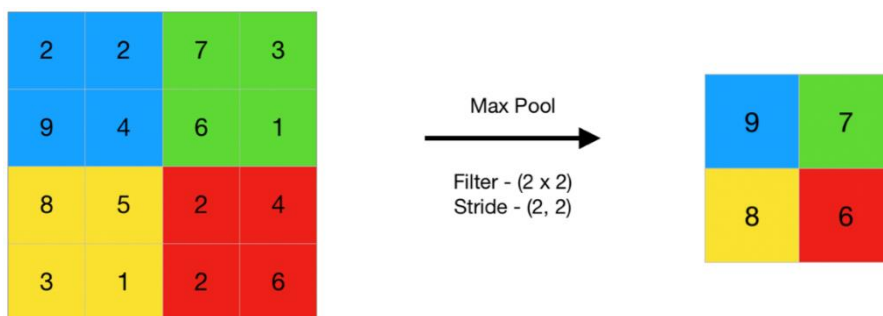 2 2 7 3
9 4 6 1
8 5 2 4
3 1 2 6
Max Pool
Filter - (2 x 2)
Stride - (2, 2)
9 7
8 6